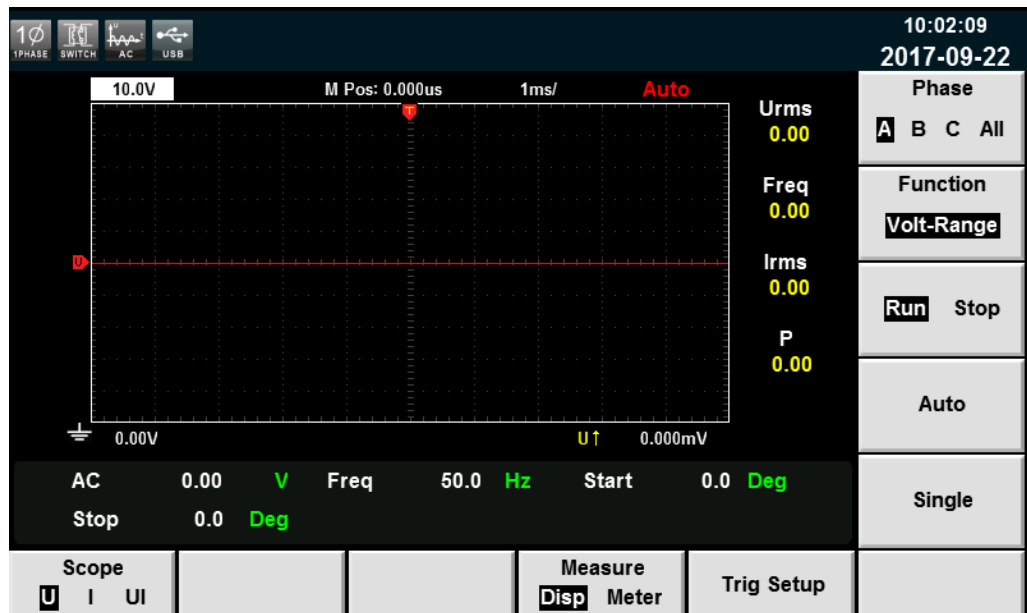 1Ø
1PHASE SWITCH AC USB
U t
10:02:09
2017-09-22
10.0V M Pos: 0.000us 1ms/ Auto
T
U
0.00V U↑ 0.000mV
Urms
0.00
Freq
0.00
Irms
0.00
P
0.00
Phase
A B C All
Function
Volt-Range
Run Stop
Auto
Single
AC 0.00 V Freq 50.0 Hz Start 0.0 Deg
Stop 0.0 Deg
Scope
U I UI
Measure
Disp Meter
Trig Setup